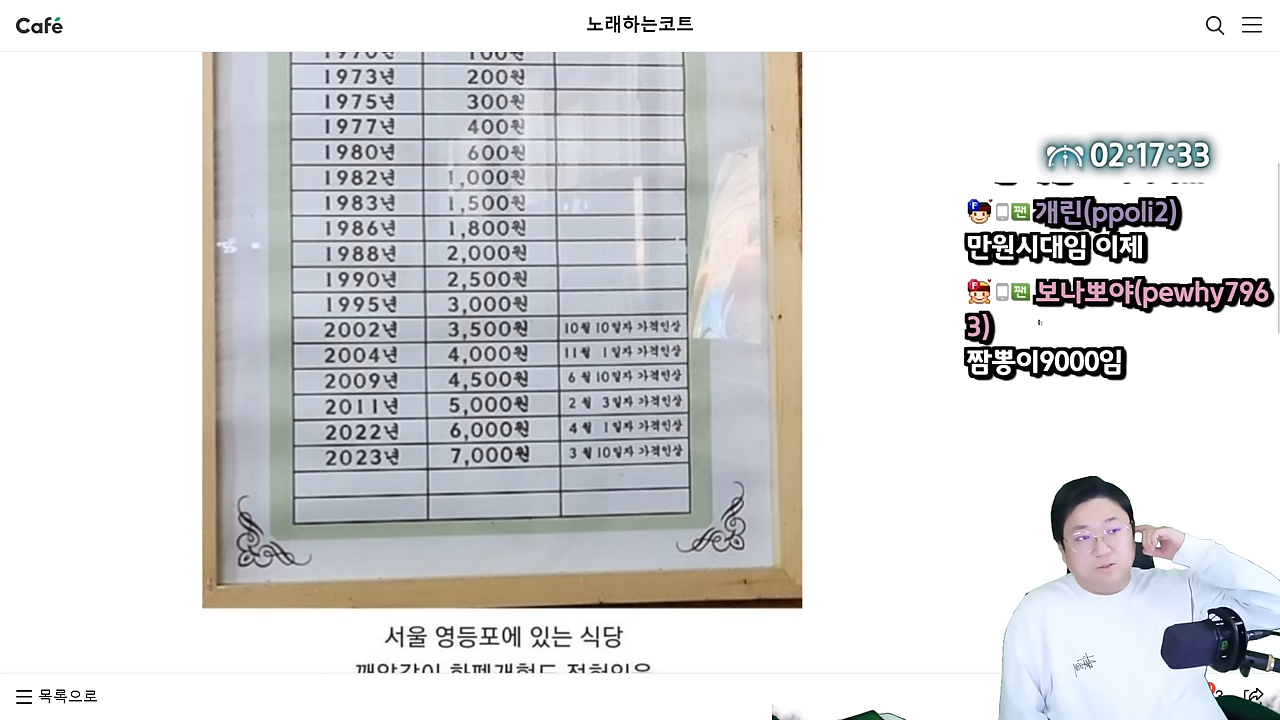 Café
노래하는코트
1970년 100원
1973년 200원
1975년 300원
1977년 400원
1980년 600원
1982년 1,000원
1983년 1,500원
1986년 1,800원
1988년 2,000원
1990년 2,500원
1995년 3,000원
2002년 3,500원 10월 10일자 가격인상
2004년 4,000원 11월 1일자 가격인상
2009년 4,500원 6월 10일자 가격인상
2011년 5,000원 2월 3일자 가격인상
2022년 6,000원 4월 1일자 가격인상
2023년 7,000원 3월 10일자 가격인상
서울 영등포에 있는 식당
목록으로
02:17:33
팬 개린(ppoli2)
만원시대임 이제
팬 보나뽀야(pewhy796
3)
짬뽕이9000임